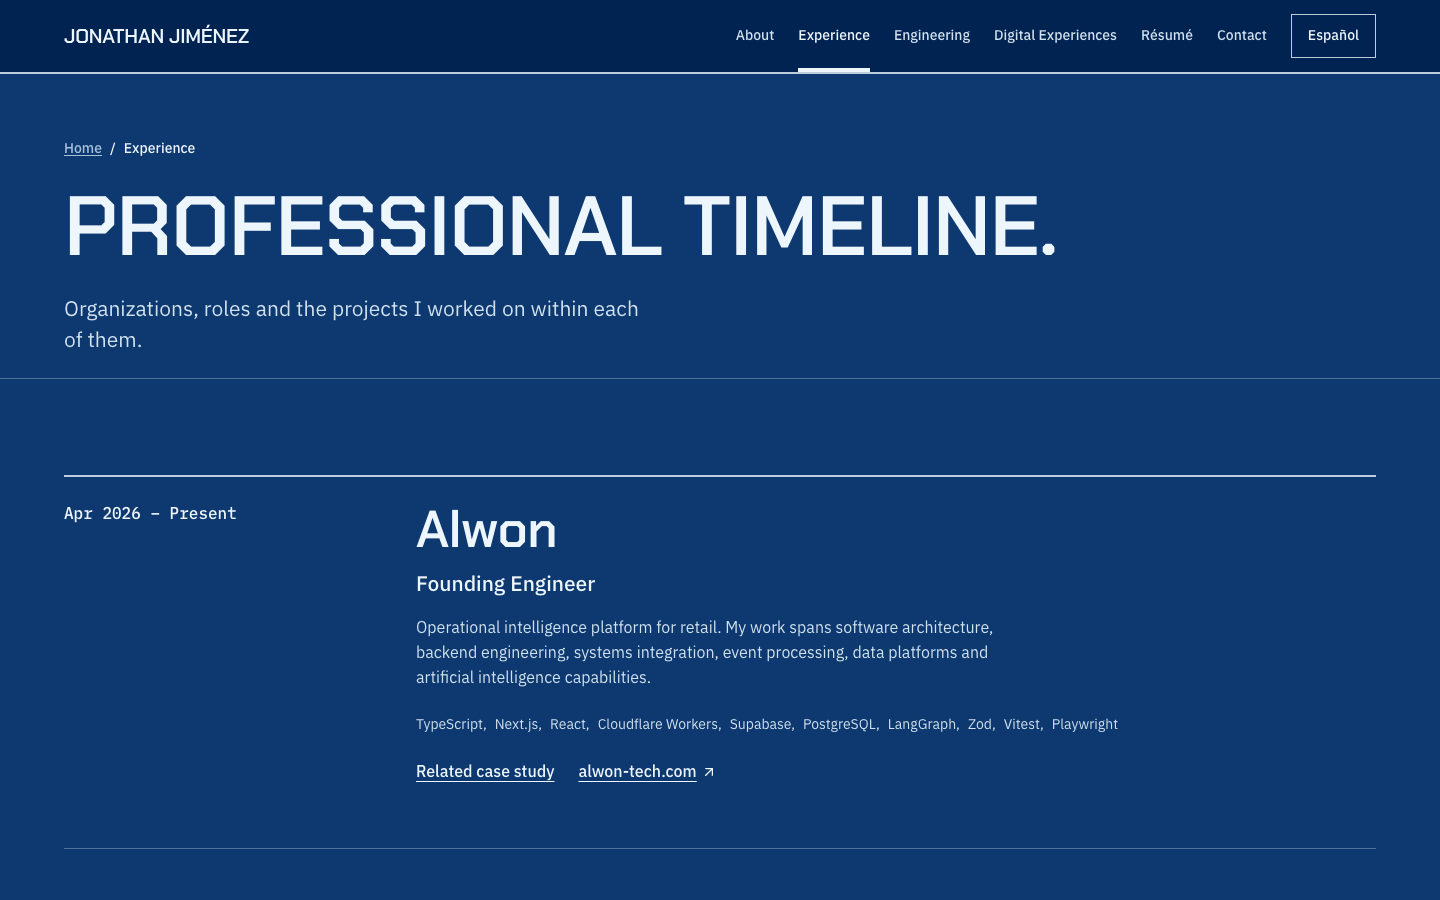 JONATHAN JIMÉNEZ
About Experience Engineering Digital Experiences Résumé Contact Español
Home / Experience
PROFESSIONAL TIMELINE.
Organizations, roles and the projects I worked on within each
of them.
Apr 2026 – Present
Alwon
Founding Engineer
Operational intelligence platform for retail. My work spans software architecture,
backend engineering, systems integration, event processing, data platforms and
artificial intelligence capabilities.
TypeScript, Next.js, React, Cloudflare Workers, Supabase, PostgreSQL, LangGraph, Zod, Vitest, Playwright
Related case study alwon-tech.com